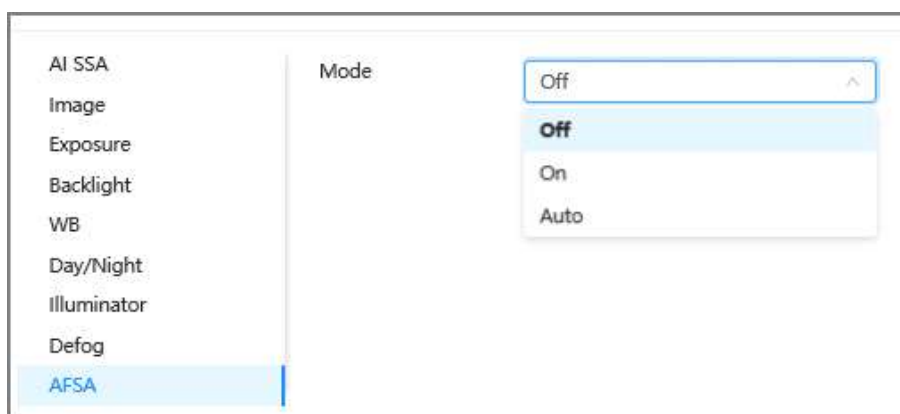 AI SSA
Image
Exposure
Backlight
WB
Day/Night
Illuminator
Defog
AFSA
Mode
Off
Off
On
Auto